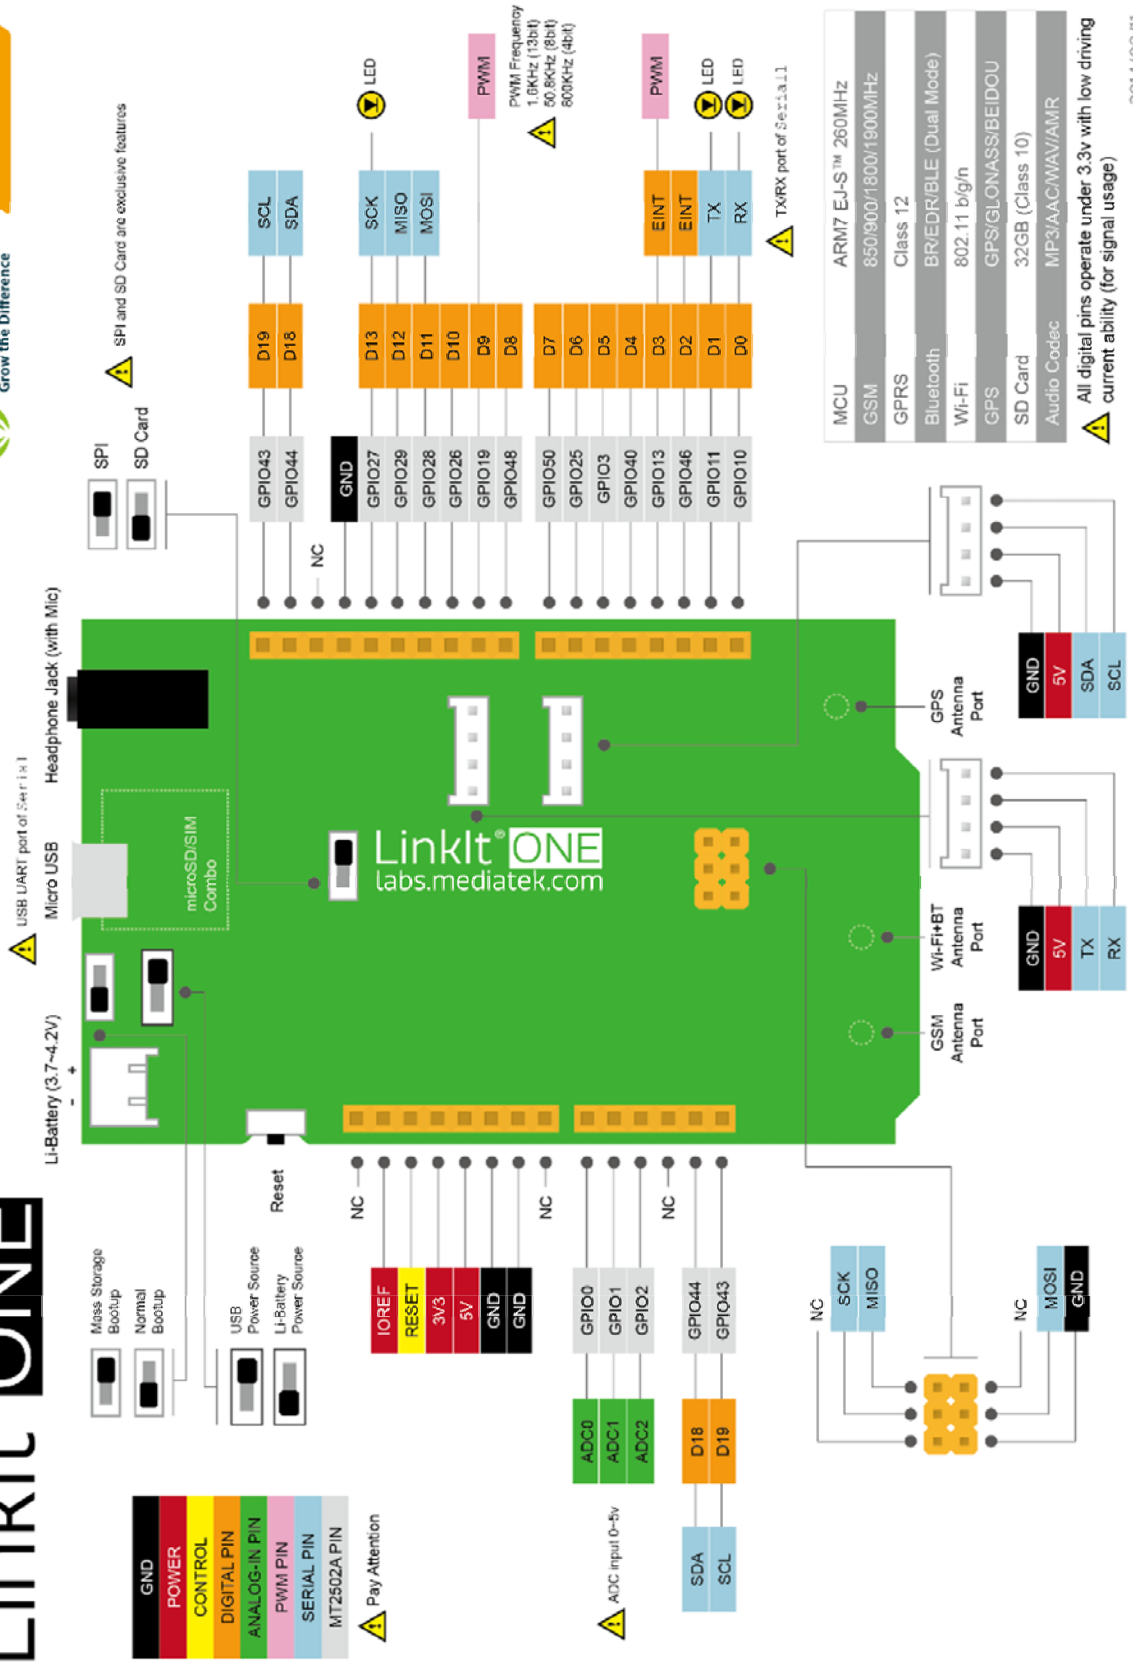 LinkIt ONE
Grow the Difference
GND
POWER
CONTROL
DIGITAL PIN
ANALOG-IN PIN
PWM PIN
SERIAL PIN
MT2502A PIN
Pay Attention
Mass Storage
Bootup
Normal
Bootup
USB
Power Source
Li-Battery
Power Source
Li-Battery (3.7~4.2V)
- +
Reset
USB UART port of Serial
Micro USB
Headphone Jack (with Mic)
microSD/SIM
Combo
SPI
SD Card
SPI and SD Card are exclusive features
LinkIt® ONE
labs.mediatek.com
NC
IOREF
RESET
3V3
5V
GND
GND
NC
ADC0 GPIO0
ADC1 GPIO1
ADC2 GPIO2
NC
SDA D18 GPIO44
SCL D19 GPIO43
ADC input 0~5v
GPIO43 D19 SCL
GPIO44 D18 SDA
NC
GND
GPIO27 D13 SCK LED
GPIO29 D12 MISO
GPIO28 D11 MOSI
GPIO26 D10
GPIO19 D9 PWM
GPIO48 D8
PWM Frequency
1.6KHz (13bit)
50.8KHz (8bit)
800KHz (4bit)
GPIO50 D7
GPIO25 D6
GPIO3 D5
GPIO40 D4
GPIO13 D3 EINT PWM
GPIO46 D2 EINT
GPIO11 D1 TX LED
GPIO10 D0 RX LED
TX/RX port of Serial1
GSM
Antenna
Port
Wi-Fi+BT
Antenna
Port
GPS
Antenna
Port
NC
SCK
MISO
NC
MOSI
GND
GND
5V
TX
RX
GND
5V
SDA
SCL
MCU ARM7 EJ-S™ 260MHz
GSM 850/900/1800/1900MHz
GPRS Class 12
Bluetooth BR/EDR/BLE (Dual Mode)
Wi-Fi 802.11 b/g/n
GPS GPS/GLONASS/BEIDOU
SD Card 32GB (Class 10)
Audio Codec MP3/AAC/WAV/AMR
All digital pins operate under 3.3v with low driving
current ability (for signal usage)